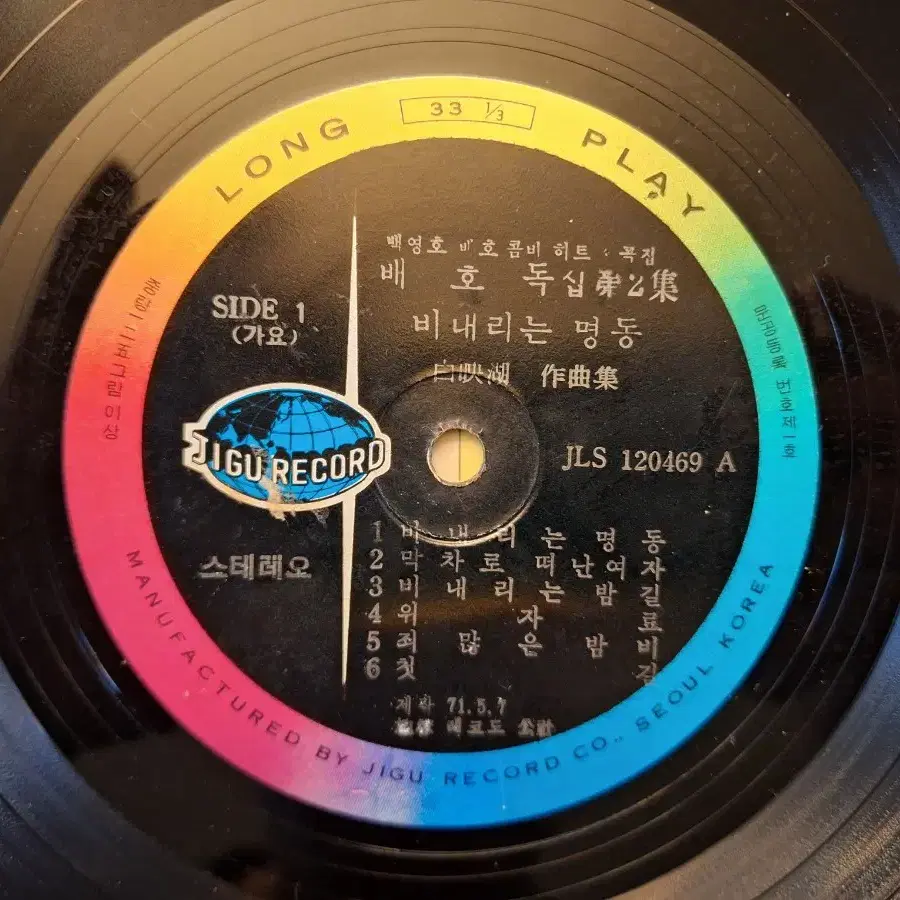 LONG 33 1/3 PLAY
백영호 배호콤비 히트 곡집
배 호 독집 第2集
비내리는 명동
白映湖 作曲集
SIDE 1
(가요)
JIGU RECORD
JLS 120469 A
스테레오
1 비 내 리 는 명 동
2 막 차 로 떠 난 여 자
3 비 내 리 는 밤 길
4 위 자 료
5 죄 많 은 밤 비
6 첫 길
제작 71.5.7
레코드 公社
번호제一호
MANUFACTURED BY JIGU RECORD CO., SEOUL KOREA